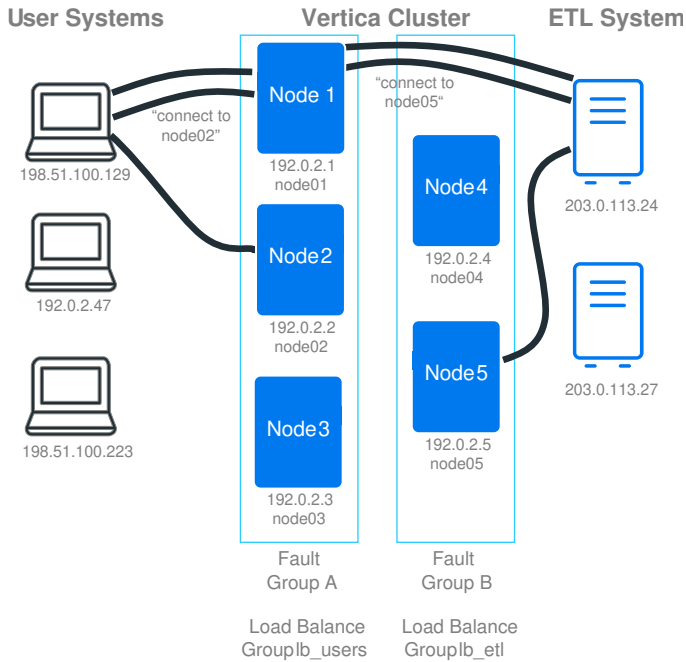 User Systems
Vertica Cluster
ETL System
Node 1
“connect to
node02”
“connect to
node05“
198.51.100.129
192.0.2.1
node01
Node4
203.0.113.24
192.0.2.47
Node2
192.0.2.2
node02
192.0.2.4
node04
198.51.100.223
Node3
192.0.2.3
node03
Node5
192.0.2.5
node05
203.0.113.27
Fault
Group A
Fault
Group B
Load Balance
Grouplb_users
Load Balance
Grouplb_etl